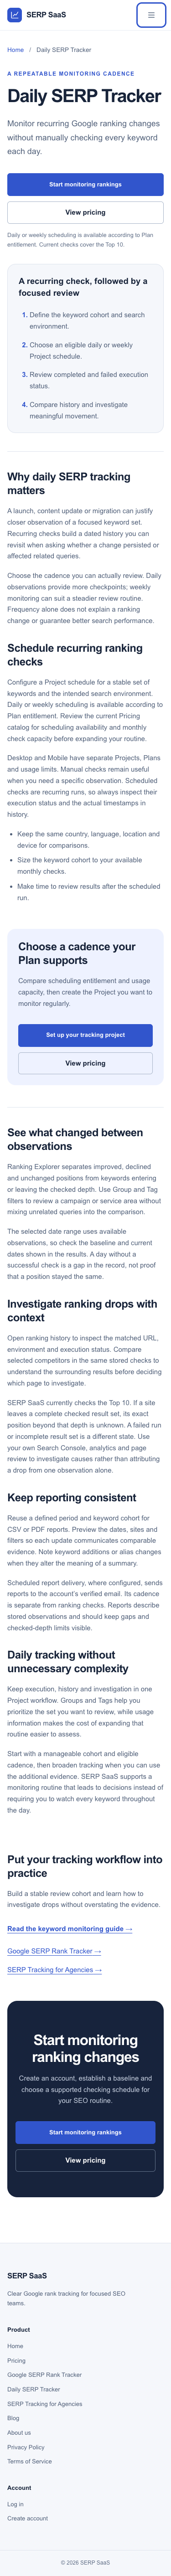 SERP SaaS
Home / Daily SERP Tracker
A REPEATABLE MONITORING CADENCE
Daily SERP Tracker
Monitor recurring Google ranking changes
without manually checking every keyword
each day.
Start monitoring rankings
View pricing
Daily or weekly scheduling is available according to Plan
entitlement. Current checks cover the Top 10.
A recurring check, followed by a
focused review
1. Define the keyword cohort and search
environment.
2. Choose an eligible daily or weekly
Project schedule.
3. Review completed and failed execution
status.
4. Compare history and investigate
meaningful movement.
Why daily SERP tracking
matters
A launch, content update or migration can justify
closer observation of a focused keyword set.
Recurring checks build a dated history you can
revisit instead of guessing whether a
change persisted or
affected related queries.
Choose the cadence you can actually review. Daily
observations provide more checkpoints; weekly
monitoring can suit a steadier review routine.
Frequency alone does not explain a ranking
change or guarantee better search performance.
Schedule recurring ranking
checks
Configure a Project schedule for a stable set of
keywords and the intended search environment.
Daily or weekly scheduling is available according to
Plan entitlement. Review the current Pricing
catalog for scheduling availability and monthly
check capacity before expanding your routine.
Desktop and Mobile can have separate Projects, Plans
and usage limits. Manual checks remain useful
when you need a specific observation. Scheduled
checks are recurring runs, so always inspect their
execution status and the actual timestamps in
history.
• Keep the same country, language, location and
device for comparisons.
• Size the keyword cohort to your available
monthly checks.
• Make time to review results after the scheduled
run.
Choose a cadence your
Plan supports
Compare scheduling entitlement and usage
capacity, then create the Project you want to
monitor regularly.
Set up your tracking project
View pricing
See what changed between
observations
Ranking Explorer separates improved, declined
and unchanged positions from keywords entering
or leaving the checked depth. Use Group and Tag
filters to review a campaign or service area without
mixing unrelated queries into the comparison.
The selected date range uses available
observations, so check the baseline and current
dates shown in the results. A day without a
successful check is a gap in the record, not proof
that a position stayed the same.
Investigate ranking drops with
context
Open ranking history to inspect the matched URL,
environment and execution status. Compare
selected competitors in the same stored checks to
understand the surrounding results before deciding
which page to investigate.
SERP SaaS currently checks the Top 10. If a site
leaves a complete checked result set, its exact
position beyond that depth is unknown. A failed run
or incomplete result set is a different state. Use
your own Search Console, analytics and page
review to investigate causes rather than attributing
a drop from one observation alone.
Keep reporting consistent
Reuse a defined period and keyword cohort for
CSV or PDF reports. Preview the dates, sites and
filters so each update communicates comparable
evidence. Note keyword additions or alias changes
when they alter the meaning of a summary.
Scheduled report delivery, where configured, sends
reports to the account's verified email. Its cadence
is separate from ranking checks. Reports describe
stored observations and should keep gaps and
checked-depth limits visible.
Daily tracking without
unnecessary complexity
Keep execution, history and investigation in one
Project workflow. Groups and Tags help you
prioritize the set you want to review, while usage
information makes the cost of expanding that
routine easier to assess.
Start with a manageable cohort and eligible
cadence, then broaden tracking when you can use
the additional evidence. SERP SaaS supports a
monitoring routine that leads to decisions instead of
requiring you to watch every keyword throughout
the day.
Put your tracking workflow into
practice
Build a stable review cohort and learn how to
investigate drops without overstating the evidence.
Read the keyword monitoring guide →
Google SERP Rank Tracker →
SERP Tracking for Agencies →
Start monitoring
ranking changes
Create an account, establish a baseline and
choose a supported checking schedule for
your SEO routine.
Start monitoring rankings
View pricing
SERP SaaS
Clear Google rank tracking for focused SEO
teams.
Product
Home
Pricing
Google SERP Rank Tracker
Daily SERP Tracker
SERP Tracking for Agencies
Blog
About us
Privacy Policy
Terms of Service
Account
Log in
Create account
© 2026 SERP SaaS